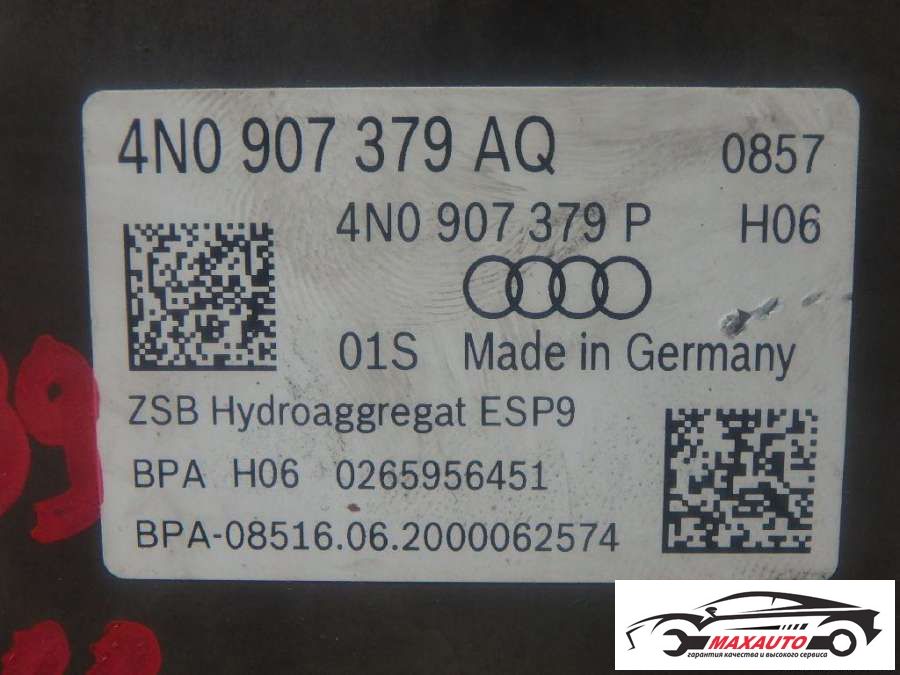 4N0 907 379 AQ 0857
4N0 907 379 P H06
01S Made in Germany
ZSB Hydroaggregat ESP9
BPA H06 0265956451
BPA-08516.06.2000062574
MAXAUTO
гарантия качества и высокого сервиса